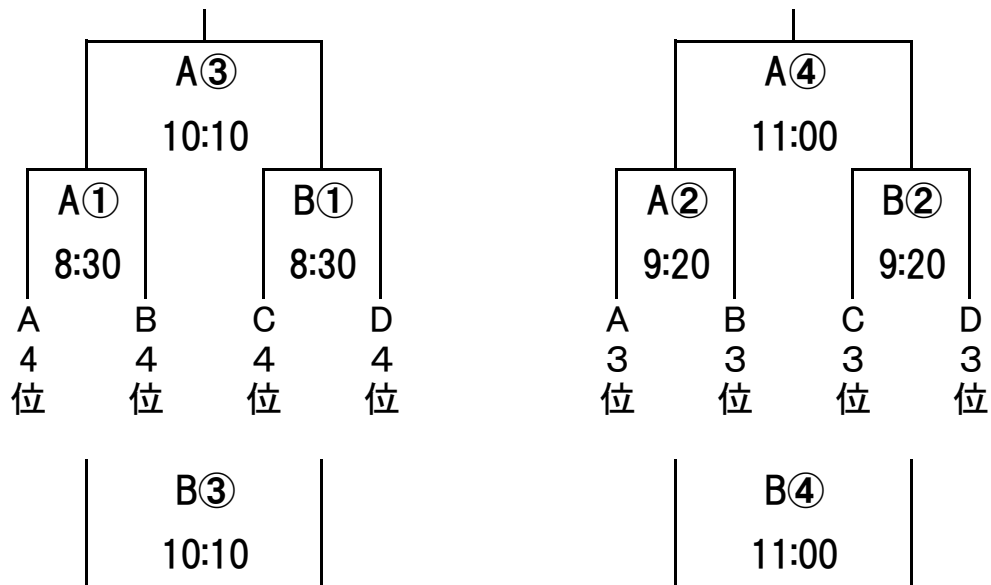 A③ A④
10:10 11:00
A① B① A② B②
8:30 8:30 9:20 9:20
A B C D A B C D
4 4 4 4 3 3 3 3
位 位 位 位 位 位 位 位
B③ B④
10:10 11:00